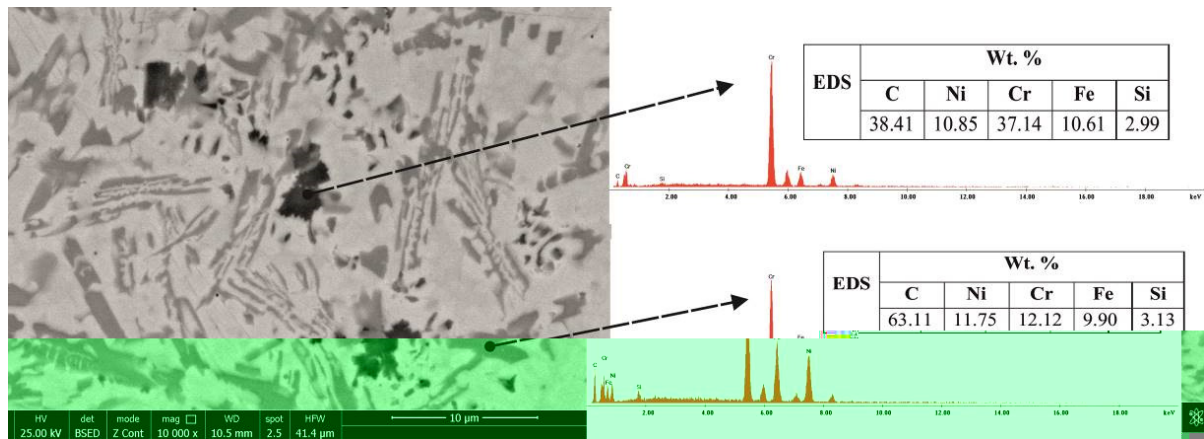 Wt. %
EDS
C Ni Cr Fe Si
38.41 10.85 37.14 10.61 2.99
Cr
Cr
C
Si
Fe
Ni
2.00 4.00 6.00 8.00 10.00 12.00 14.00 16.00 18.00 keV
Wt. %
EDS
C Ni Cr Fe Si
63.11 11.75 12.12 9.90 3.13
Cr
Fe
Cr
C
Ni
Fe
Si
Ni
2.00 4.00 6.00 8.00 10.00 12.00 14.00 16.00 18.00 keV
HV det mode mag WD spot HFW
25.00 kV BSED Z Cont 10 000 x 10.5 mm 2.5 41.4 µm
10 µm